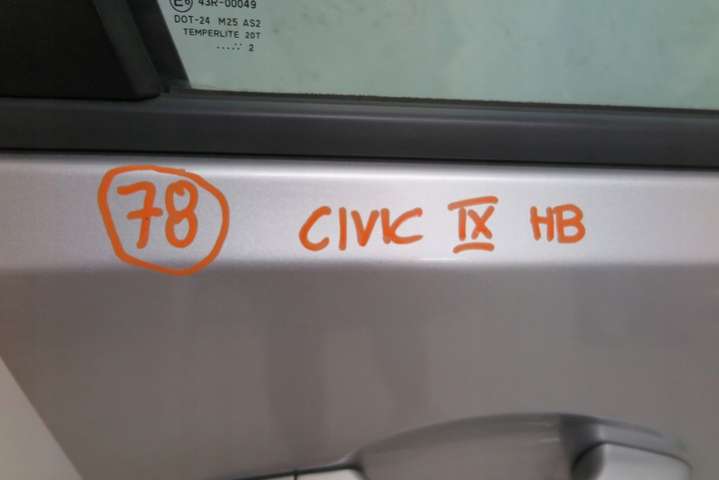 43R-00049
DOT-24 M25 AS2
TEMPERLITE 20T
..... 2
78 CIVIC IX HB